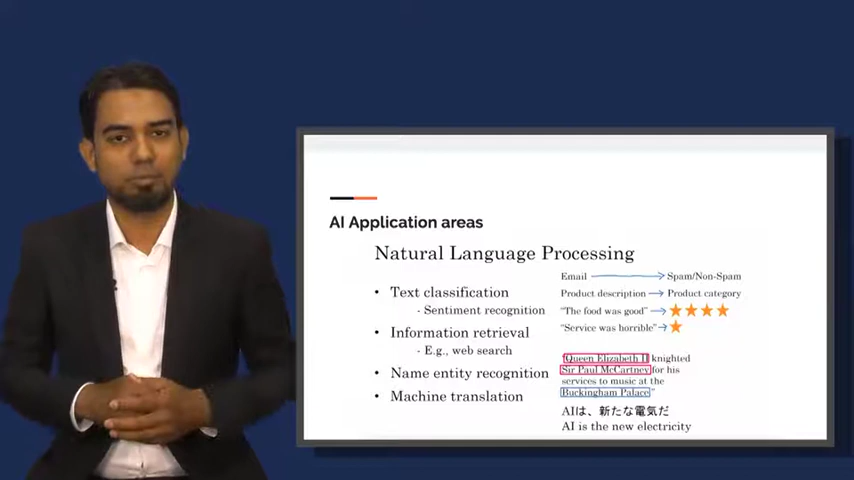 AI Application areas
Natural Language Processing
• Text classification
- Sentiment recognition
• Information retrieval
- E.g., web search
• Name entity recognition
• Machine translation
Email → Spam/Non-Spam
Product description → Product category
"The food was good" →
"Service was horrible" →
"Queen Elizabeth II knighted
Sir Paul McCartney for his
services to music at the
Buckingham Palace"
AIは、新たな電気だ
AI is the new electricity